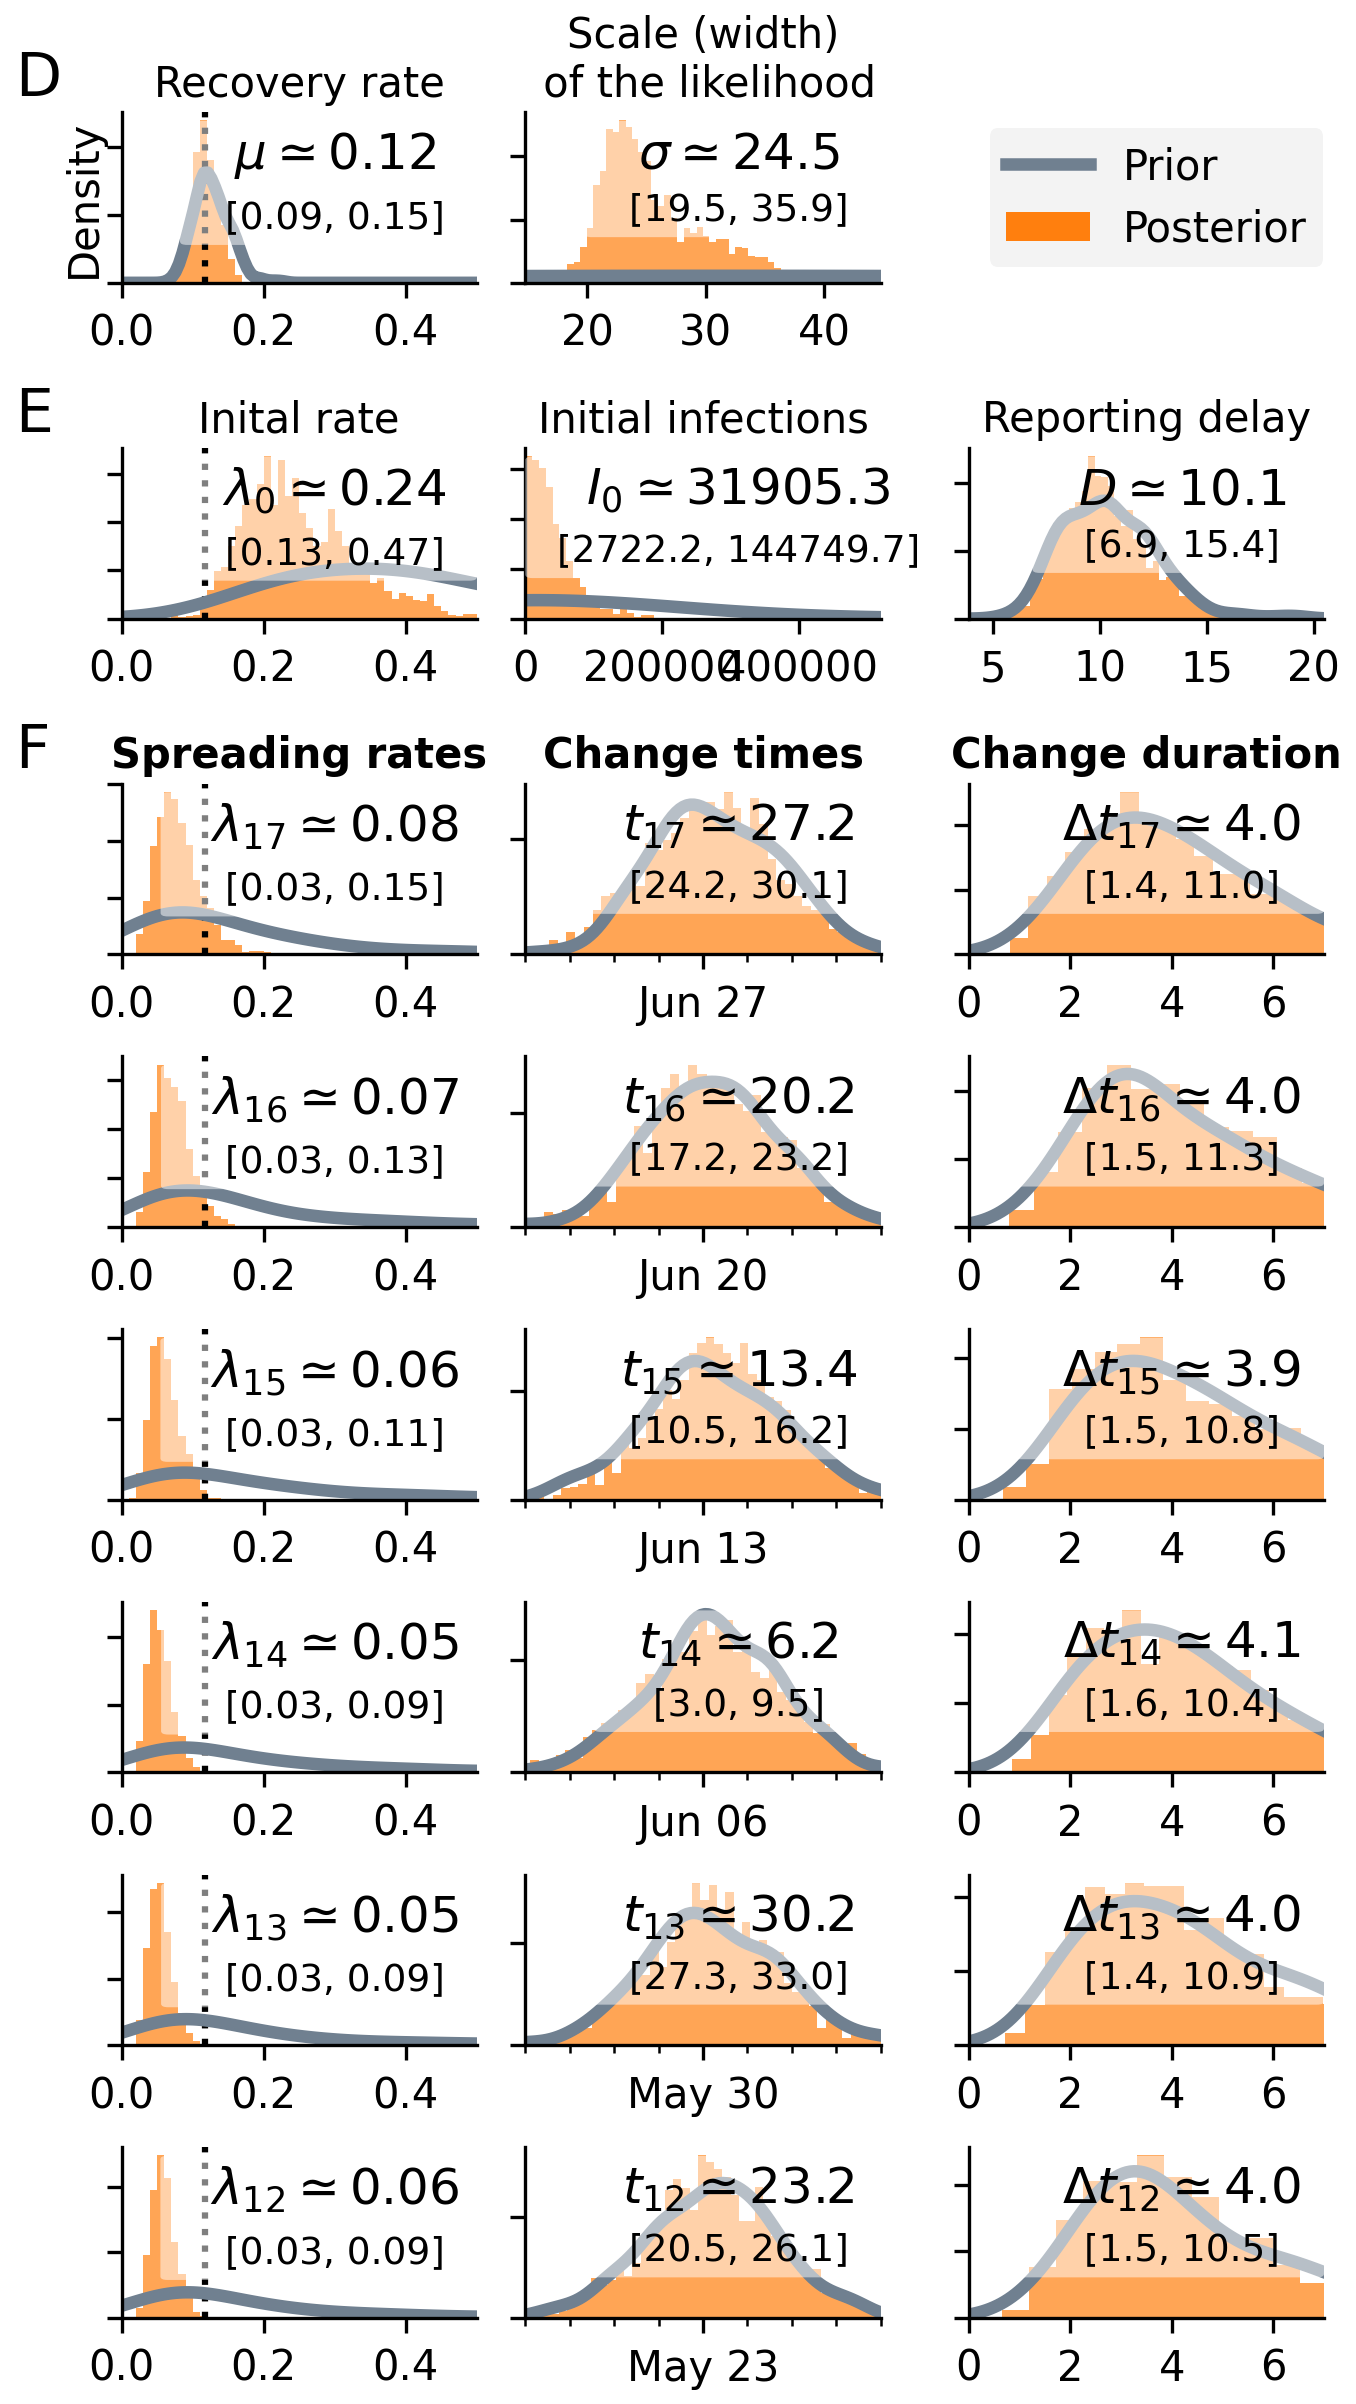 D
Recovery rate
Scale (width)
of the likelihood
Density
μ ≃ 0.12
[0.09, 0.15]
σ ≃ 24.5
[19.5, 35.9]
Prior
Posterior
0.0 0.2 0.4
20 30 40
E
Inital rate
Initial infections
Reporting delay
λ0 ≃ 0.24
[0.13, 0.47]
I0 ≃ 31905.3
[2722.2, 144749.7]
D ≃ 10.1
[6.9, 15.4]
0.0 0.2 0.4
0 200000 400000
5 10 15 20
F
Spreading rates
Change times
Change duration
λ17 ≃ 0.08
[0.03, 0.15]
t17 ≃ 27.2
[24.2, 30.1]
Δt17 ≃ 4.0
[1.4, 11.0]
0.0 0.2 0.4
Jun 27
0 2 4 6
λ16 ≃ 0.07
[0.03, 0.13]
t16 ≃ 20.2
[17.2, 23.2]
Δt16 ≃ 4.0
[1.5, 11.3]
0.0 0.2 0.4
Jun 20
0 2 4 6
λ15 ≃ 0.06
[0.03, 0.11]
t15 ≃ 13.4
[10.5, 16.2]
Δt15 ≃ 3.9
[1.5, 10.8]
0.0 0.2 0.4
Jun 13
0 2 4 6
λ14 ≃ 0.05
[0.03, 0.09]
t14 ≃ 6.2
[3.0, 9.5]
Δt14 ≃ 4.1
[1.6, 10.4]
0.0 0.2 0.4
Jun 06
0 2 4 6
λ13 ≃ 0.05
[0.03, 0.09]
t13 ≃ 30.2
[27.3, 33.0]
Δt13 ≃ 4.0
[1.4, 10.9]
0.0 0.2 0.4
May 30
0 2 4 6
λ12 ≃ 0.06
[0.03, 0.09]
t12 ≃ 23.2
[20.5, 26.1]
Δt12 ≃ 4.0
[1.5, 10.5]
0.0 0.2 0.4
May 23
0 2 4 6